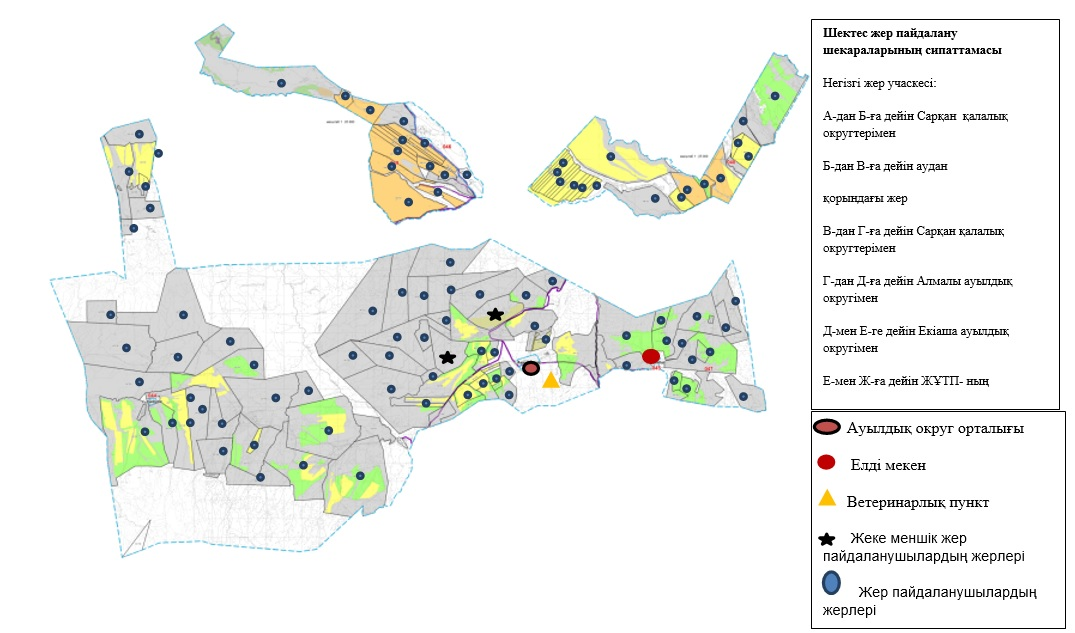 Шектес жер пайдалану
шекараларының сипаттамасы
Негізгі жер учаскесі:
А-дан Б-ға дейін Сарқан қалалық
округтерімен
Б-дан В-ға дейін аудан
қорындағы жер
В-дан Г-ға дейін Сарқан қалалық
округтерімен
Г-дан Д-ға дейін Алмалы ауылдық
округімен
Д-мен Е-ге дейін Екіаша ауылдық
округімен
Е-мен Ж-ға дейін ЖҰТП- ның
Ауылдық округ орталығы
Елді мекен
Ветеринарлық пункт
Жеке меншік жер
пайдаланушылардың жерлері
Жер пайдаланушылардың
жерлері